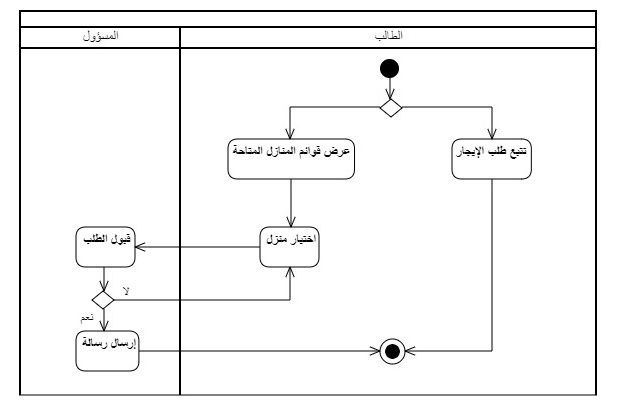 الطالب
المسؤول
تتبع طلب الإيجار
عرض قوائم المنازل المتاحة
اختيار منزل
قبول الطلب
لا
نعم
إرسال رسالة